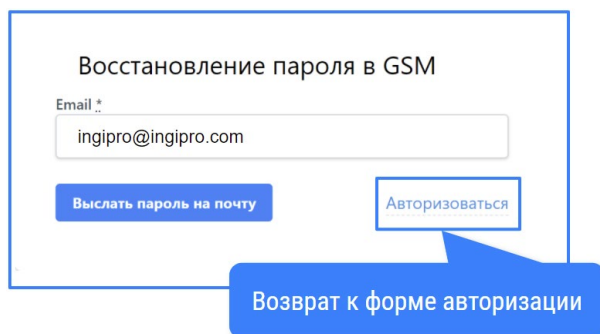 Восстановление пароля в GSM
Email *
ingipro@ingipro.com
Выслать пароль на почту
Авторизоваться
Возврат к форме авторизации